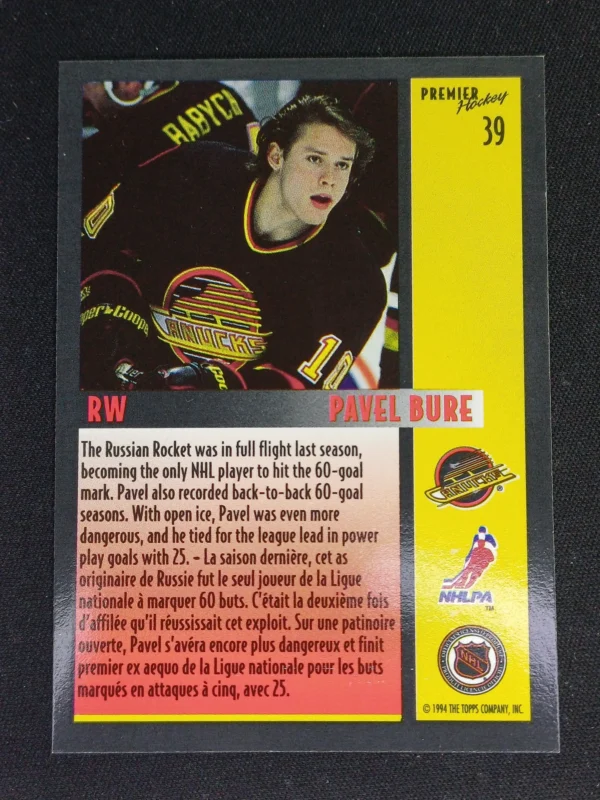 PREMIER
Hockey
39
BABYCH
Cooper
CANUCKS
10
RW
PAVEL BURE
The Russian Rocket was in full flight last season,
becoming the only NHL player to hit the 60-goal
mark. Pavel also recorded back-to-back 60-goal
seasons. With open ice, Pavel was even more
dangerous, and he tied for the league lead in power
play goals with 25. – La saison dernière, cet as
originaire de Russie fut le seul joueur de la Ligue
nationale à marquer 60 buts. C'était la deuxième fois
d'affilée qu'il réussissait cet exploit. Sur une patinoire
ouverte, Pavel s'avéra encore plus dangereux et finit
premier ex aequo de la Ligue nationale pour les buts
marqués en attaques à cinq, avec 25.
CANUCKS
®
NHLPA
™
NHL
© 1994 THE TOPPS COMPANY, INC.